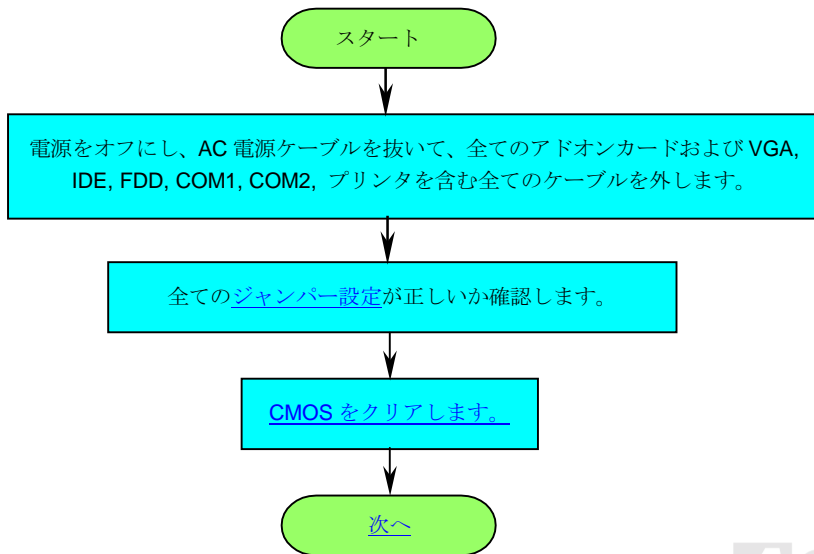 スタート
電源をオフにし、AC 電源ケーブルを抜いて、全てのアドオンカードおよび VGA,
IDE, FDD, COM1, COM2, プリンタを含む全てのケーブルを外します。
全てのジャンパー設定が正しいか確認します。
CMOS をクリアします。
次へ